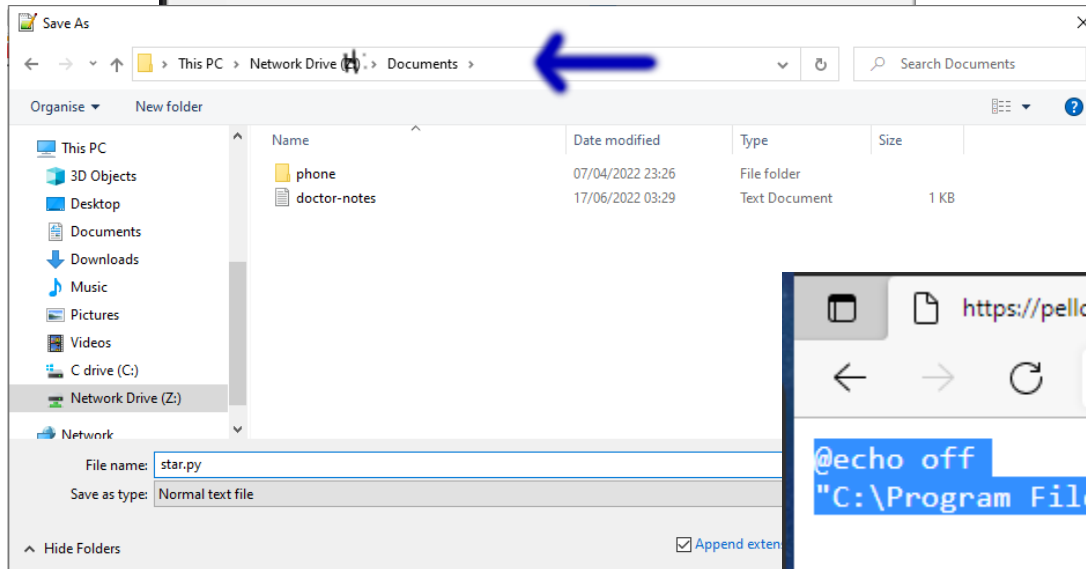 Save As
This PC > Network Drive (H:) > Documents >
Search Documents
Organise
New folder
Name
Date modified
Type
Size
This PC
3D Objects
Desktop
Documents
Downloads
Music
Pictures
Videos
C drive (C:)
Network Drive (Z:)
Network
phone 07/04/2022 23:26 File folder
doctor-notes 17/06/2022 03:29 Text Document 1 KB
File name: star.py
Save as type: Normal text file
Hide Folders
Append exten
https://pello
@echo off
"C:\Program File